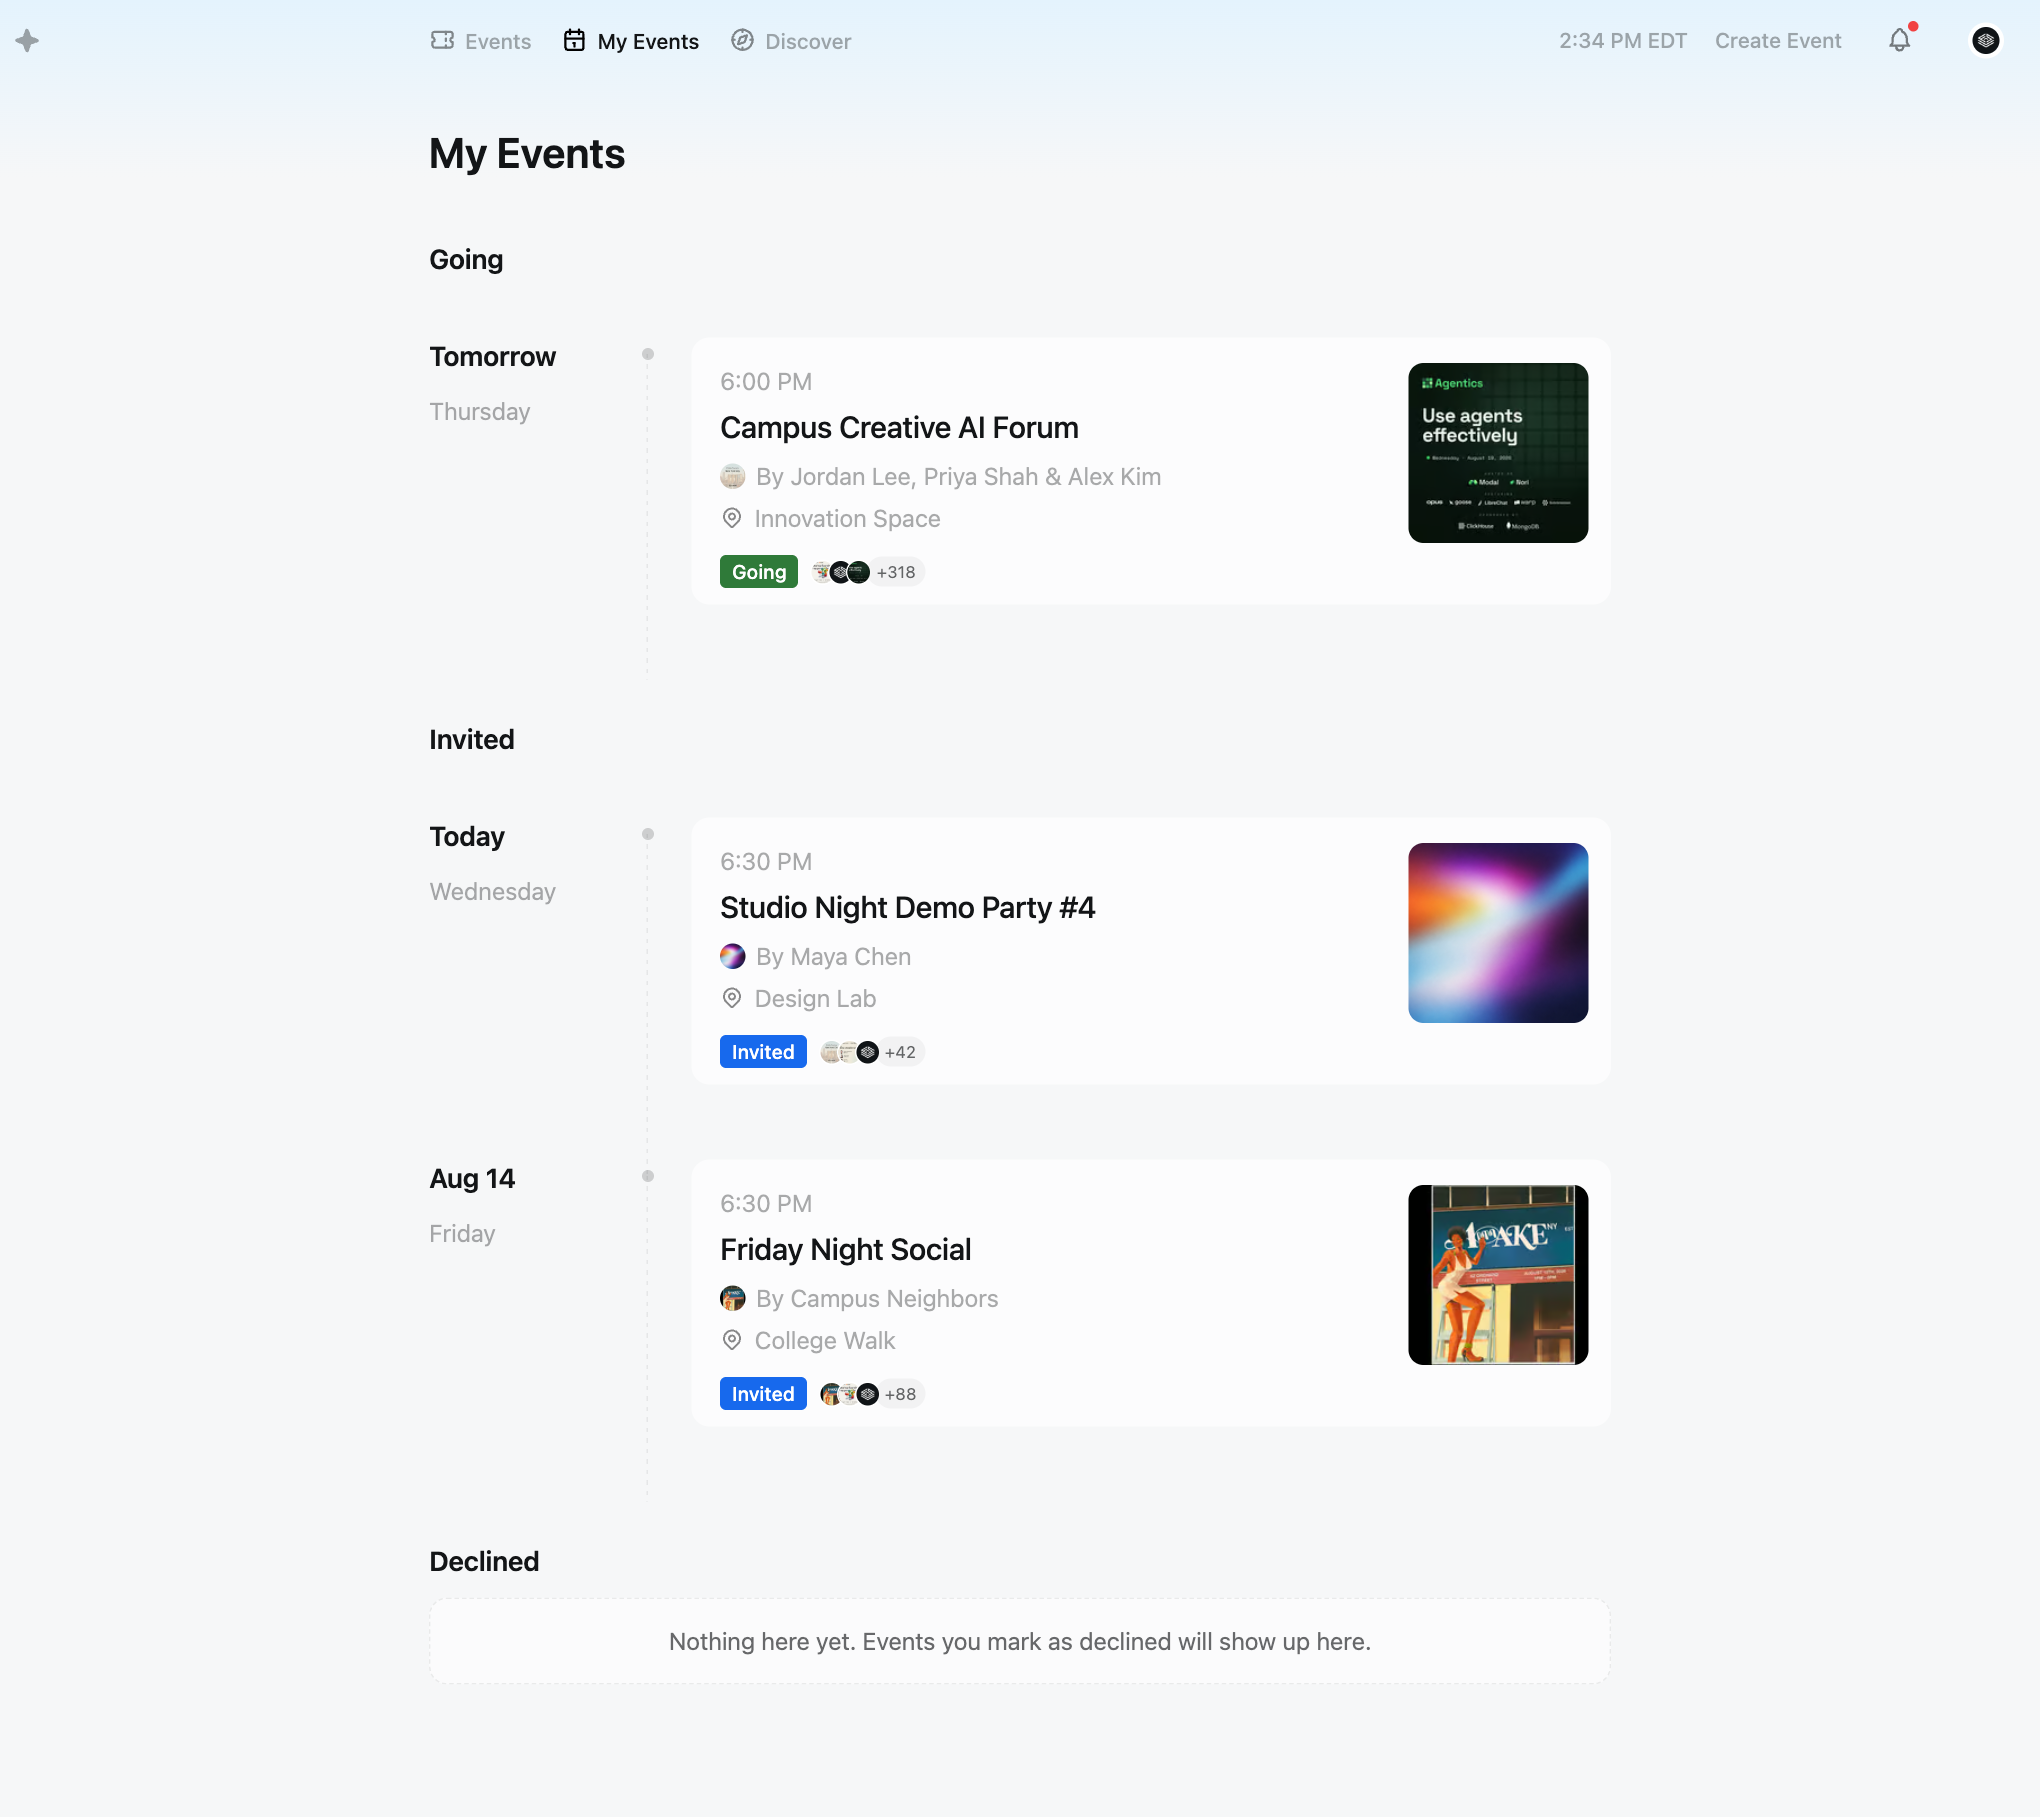 Events
My Events
Discover
2:34 PM EDT
Create Event
My Events
Going
Tomorrow
Thursday
6:00 PM
Campus Creative AI Forum
By Jordan Lee, Priya Shah & Alex Kim
Innovation Space
Going
+318
Agentics
Use agents
effectively
Modal
Nori
opus
goose
LibreChat
warp
ClickHouse
MongoDB
Invited
Today
Wednesday
6:30 PM
Studio Night Demo Party #4
By Maya Chen
Design Lab
Invited
+42
Aug 14
Friday
6:30 PM
Friday Night Social
By Campus Neighbors
College Walk
Invited
+88
Declined
Nothing here yet. Events you mark as declined will show up here.